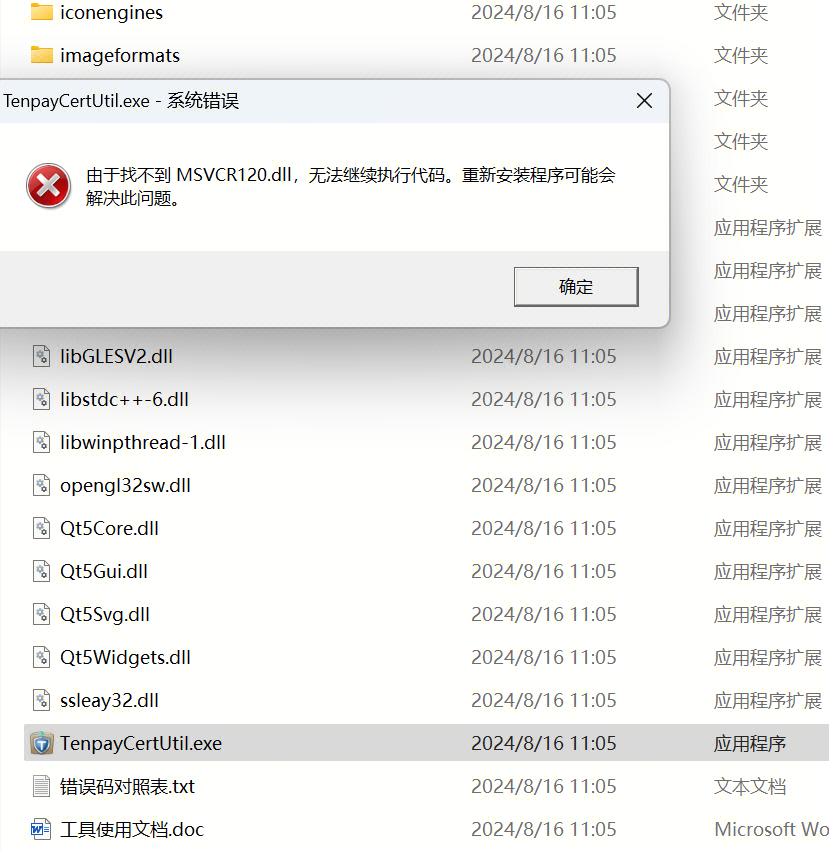 iconengines 2024/8/16 11:05 文件夹
imageformats 2024/8/16 11:05 文件夹
TenpayCertUtil.exe - 系统错误
文件夹
文件夹
由于找不到 MSVCR120.dll，无法继续执行代码。重新安装程序可能会
解决此问题。
文件夹
应用程序扩展
应用程序扩展
确定
应用程序扩展
libGLESV2.dll 2024/8/16 11:05 应用程序扩展
libstdc++-6.dll 2024/8/16 11:05 应用程序扩展
libwinpthread-1.dll 2024/8/16 11:05 应用程序扩展
opengl32sw.dll 2024/8/16 11:05 应用程序扩展
Qt5Core.dll 2024/8/16 11:05 应用程序扩展
Qt5Gui.dll 2024/8/16 11:05 应用程序扩展
Qt5Svg.dll 2024/8/16 11:05 应用程序扩展
Qt5Widgets.dll 2024/8/16 11:05 应用程序扩展
ssleay32.dll 2024/8/16 11:05 应用程序扩展
TenpayCertUtil.exe 2024/8/16 11:05 应用程序
错误码对照表.txt 2024/8/16 11:05 文本文档
工具使用文档.doc 2024/8/16 11:05 Microsoft Wo